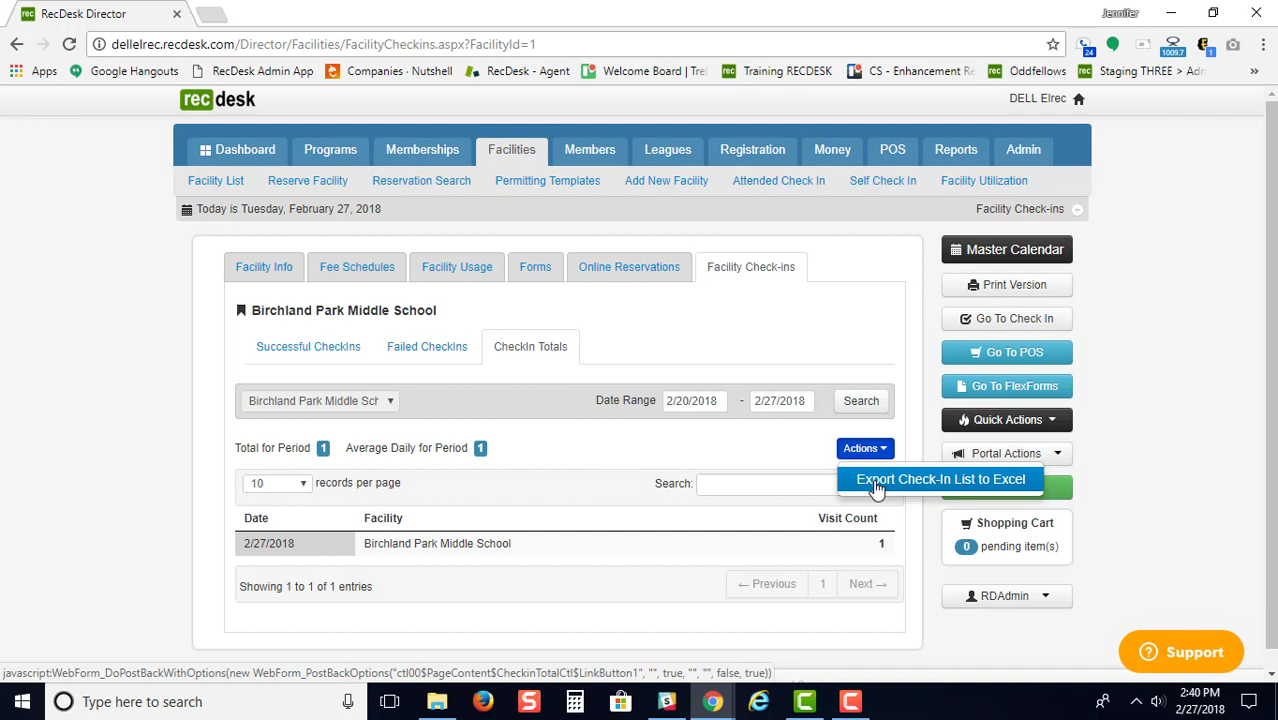 rec RecDesk Director
Jennifer
dellelrec.recdesk.com/Director/Facilities/FacilityCheckins.aspx?FacilityId=1
24 1009.7 1
Apps Google Hangouts RecDesk AdminApp Companies · Nutshell RecDesk - Agent Welcome Board | Trel Training RECDESK CS - Enhancement Re Oddfellows Staging THREE > Adm »
rec desk
DELL Elrec
Dashboard Programs Memberships Facilities Members Leagues Registration Money POS Reports Admin
Facility List Reserve Facility Reservation Search Permitting Templates Add New Facility Attended Check In Self Check In Facility Utilization
Today is Tuesday, February 27, 2018 Facility Check-ins
Facility Info Fee Schedules Facility Usage Forms Online Reservations Facility Check-ins
Birchland Park Middle School
Successful CheckIns Failed CheckIns CheckIn Totals
Birchland Park Middle Sch Date Range 2/20/2018 - 2/27/2018 Search
Total for Period 1 Average Daily for Period 1 Actions
Export Check-In List to Excel
10 records per page Search:
Date Facility Visit Count
2/27/2018 Birchland Park Middle School 1
Showing 1 to 1 of 1 entries ← Previous 1 Next →
Master Calendar
Print Version
Go To Check In
Go To POS
Go To FlexForms
Quick Actions
Portal Actions
Shopping Cart
0 pending item(s)
RDAdmin
Support
javascript:WebForm_DoPostBackWithOptions(new WebForm_PostBackOptions("ctl00$PageContent$CheckinTotalCtl$LinkButton1", "", true, "", "", false, true))
Type here to search
2:40 PM
2/27/2018